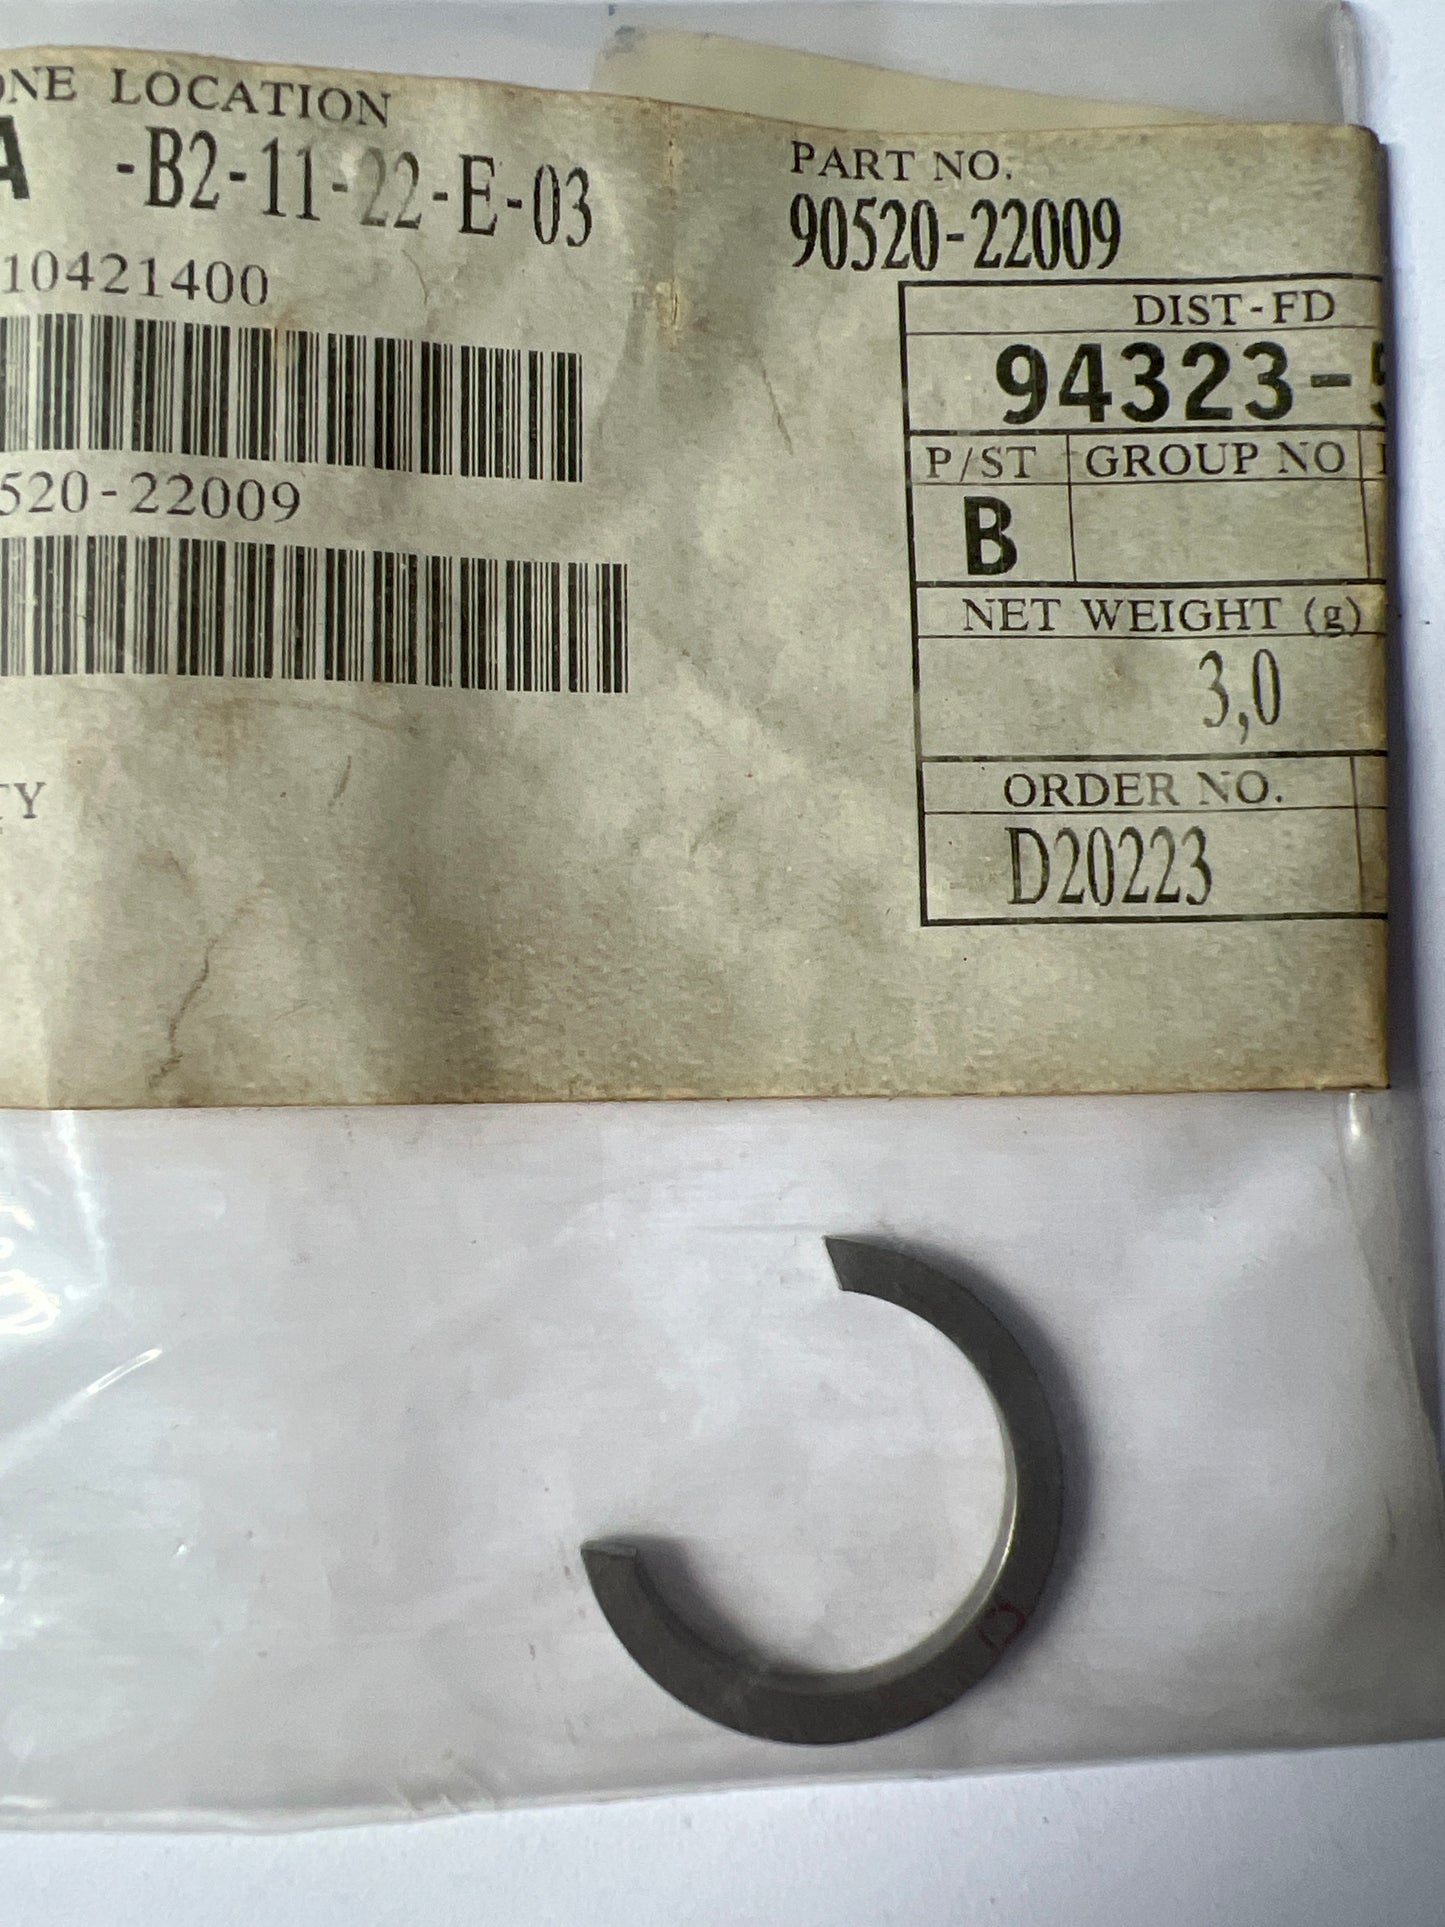 ONE LOCATION
A -B2-11-22-E-03
10421400
520-22009
TY
PART NO.
90520-22009
DIST-FD
94323-
P/ST GROUP NO
B
NET WEIGHT (g)
3,0
ORDER NO.
D20223